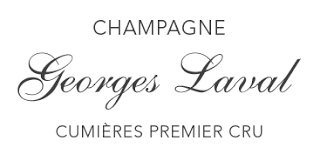 CHAMPAGNE
Georges Laval
CUMIÈRES PREMIER CRU